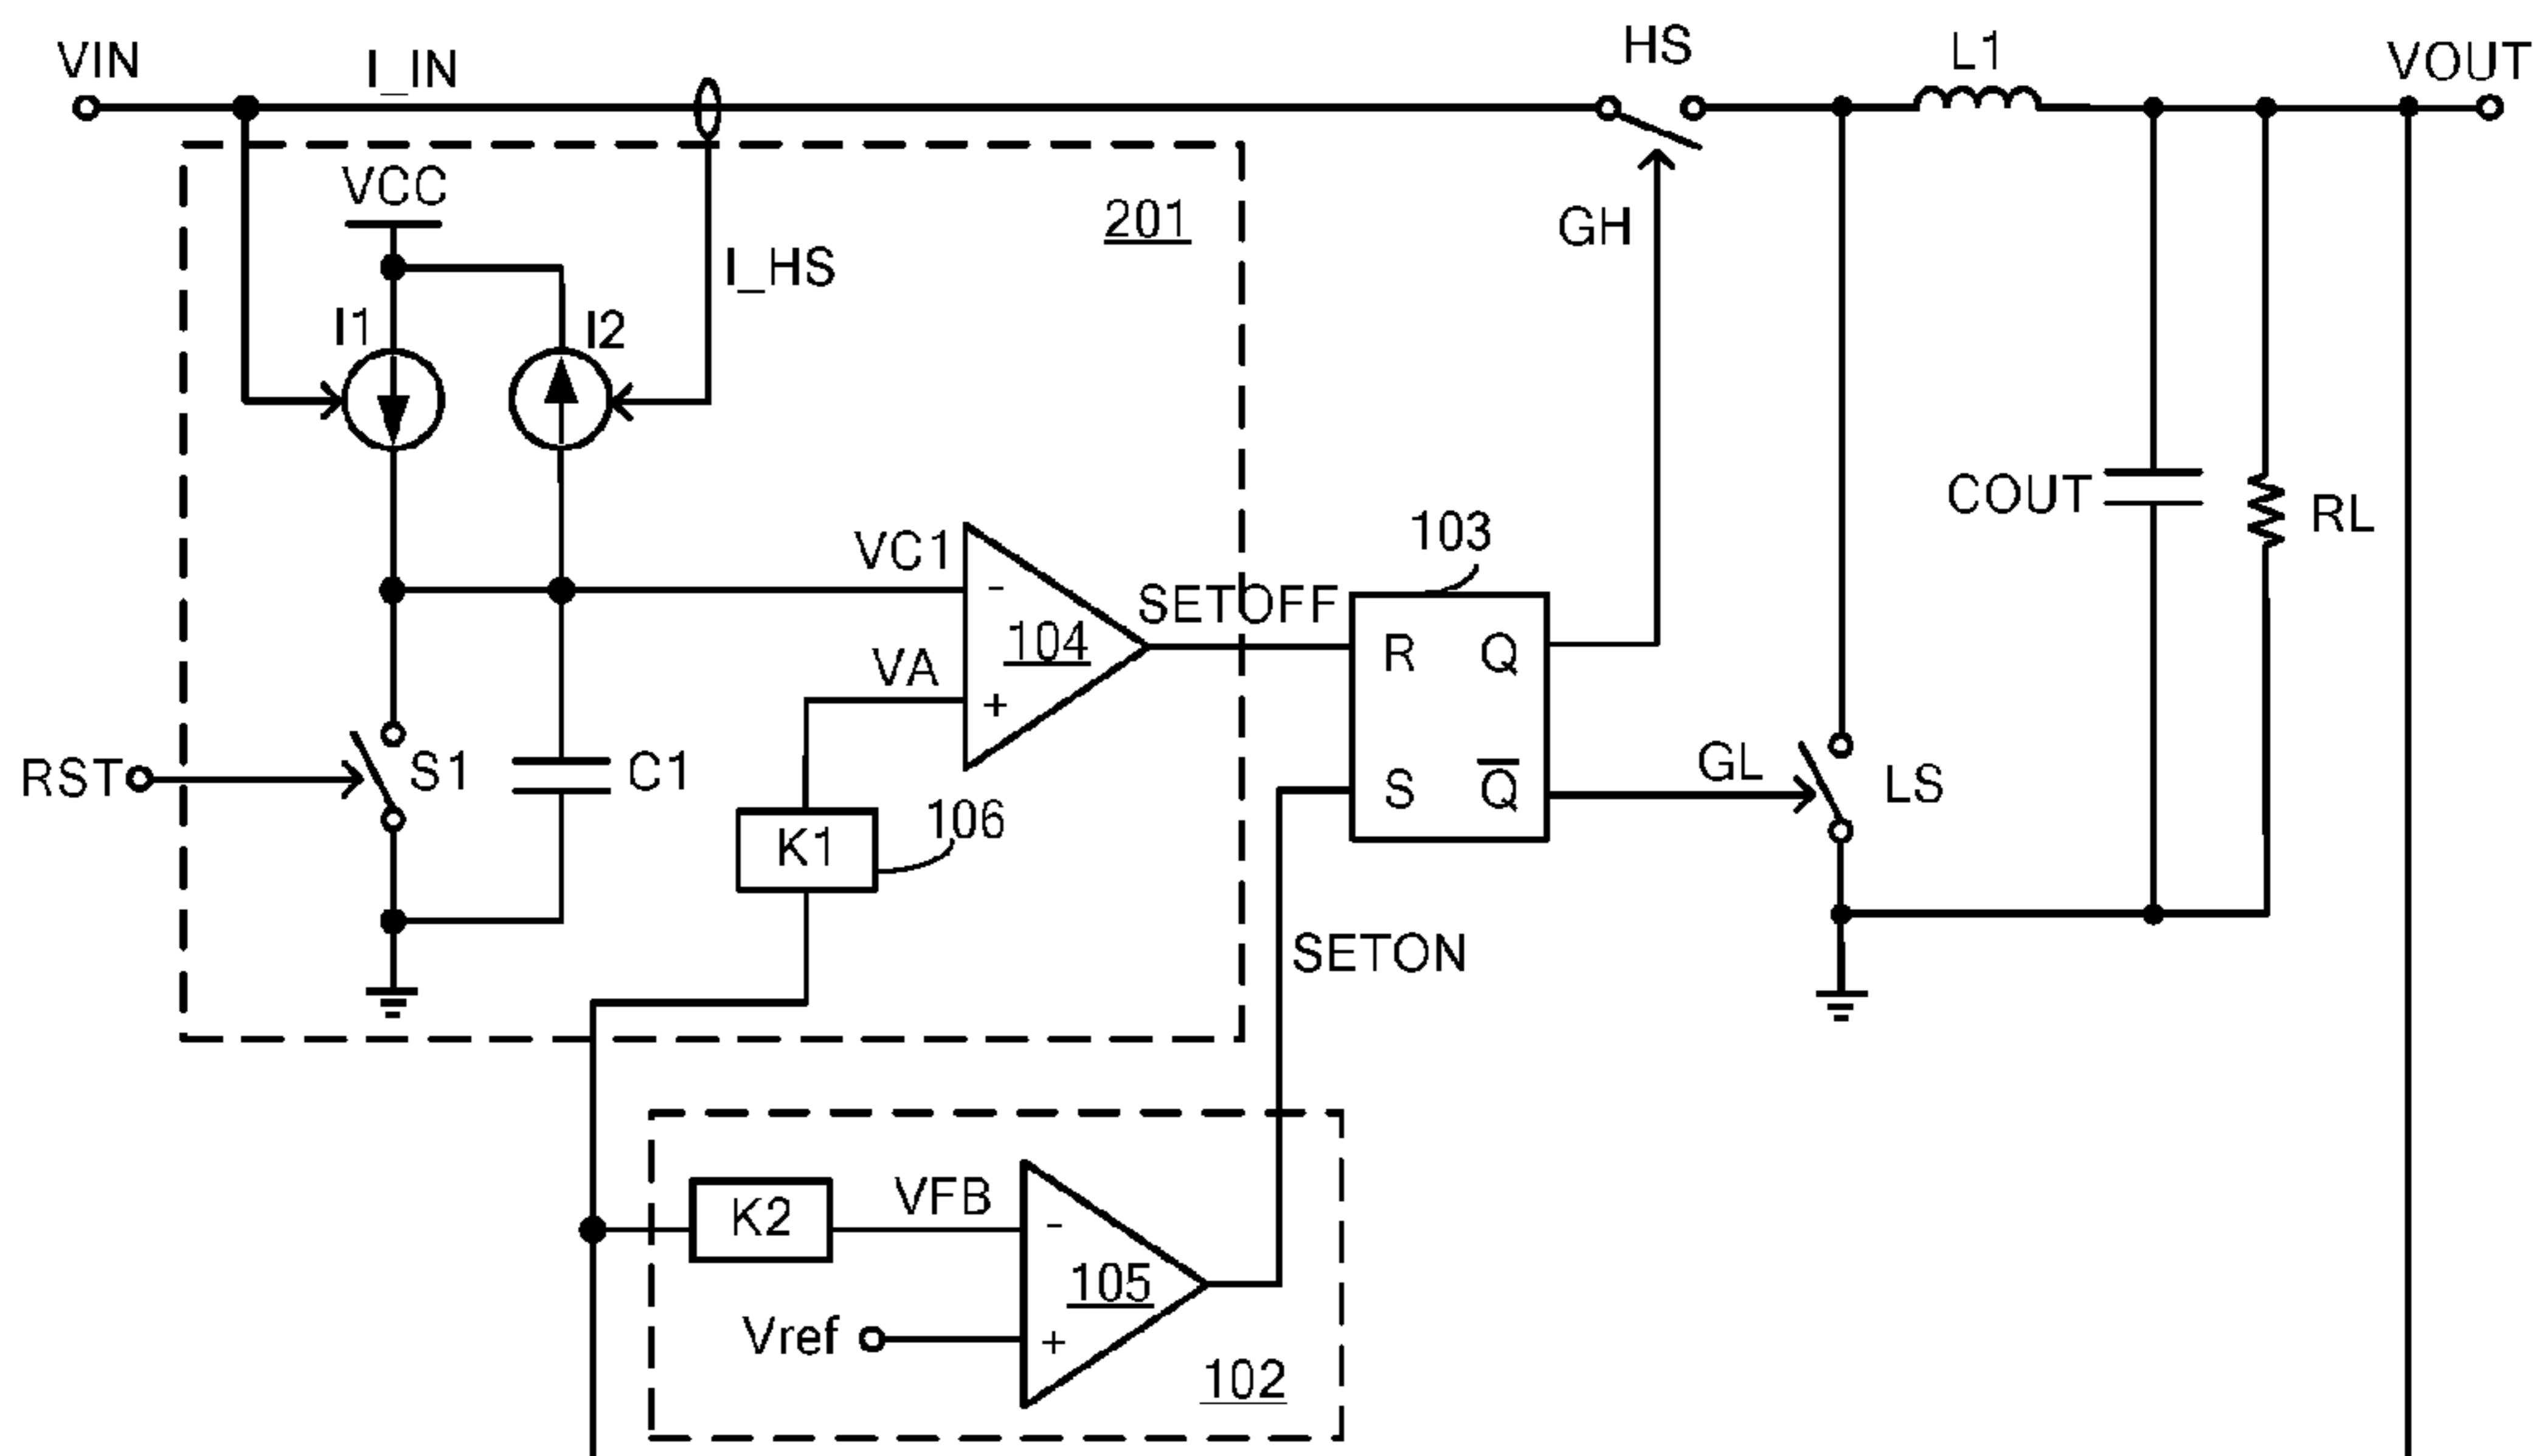 VIN
I_IN
HS
L1
VOUT
VCC
201
GH
I_HS
I1
I2
COUT
RL
103
VC1
-
SETOFF
104
R
Q
VA
+
RST
S1
C1
K1
106
S
Q
GL
LS
SETON
K2
VFB
-
105
Vref
+
102